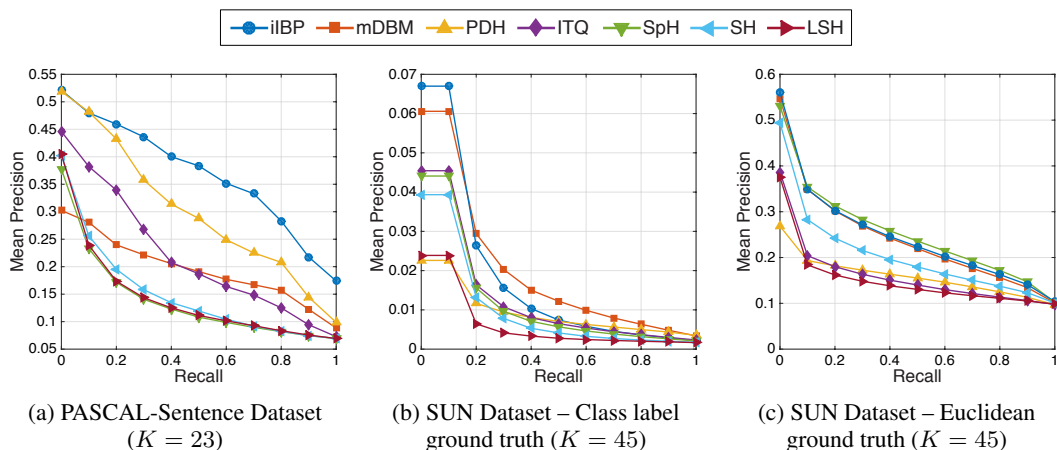 iIBP mDBM PDH ITQ SpH SH LSH
0.55
0.5
0.45
0.4
0.35
0.3
0.25
0.2
0.15
0.1
0.05
Mean Precision
0 0.2 0.4 0.6 0.8 1
Recall
(a) PASCAL-Sentence Dataset
(K = 23)
0.07
0.06
0.05
0.04
0.03
0.02
0.01
0
Mean Precision
0 0.2 0.4 0.6 0.8 1
Recall
(b) SUN Dataset – Class label
ground truth (K = 45)
0.6
0.5
0.4
0.3
0.2
0.1
0
Mean Precision
0 0.2 0.4 0.6 0.8 1
Recall
(c) SUN Dataset – Euclidean
ground truth (K = 45)